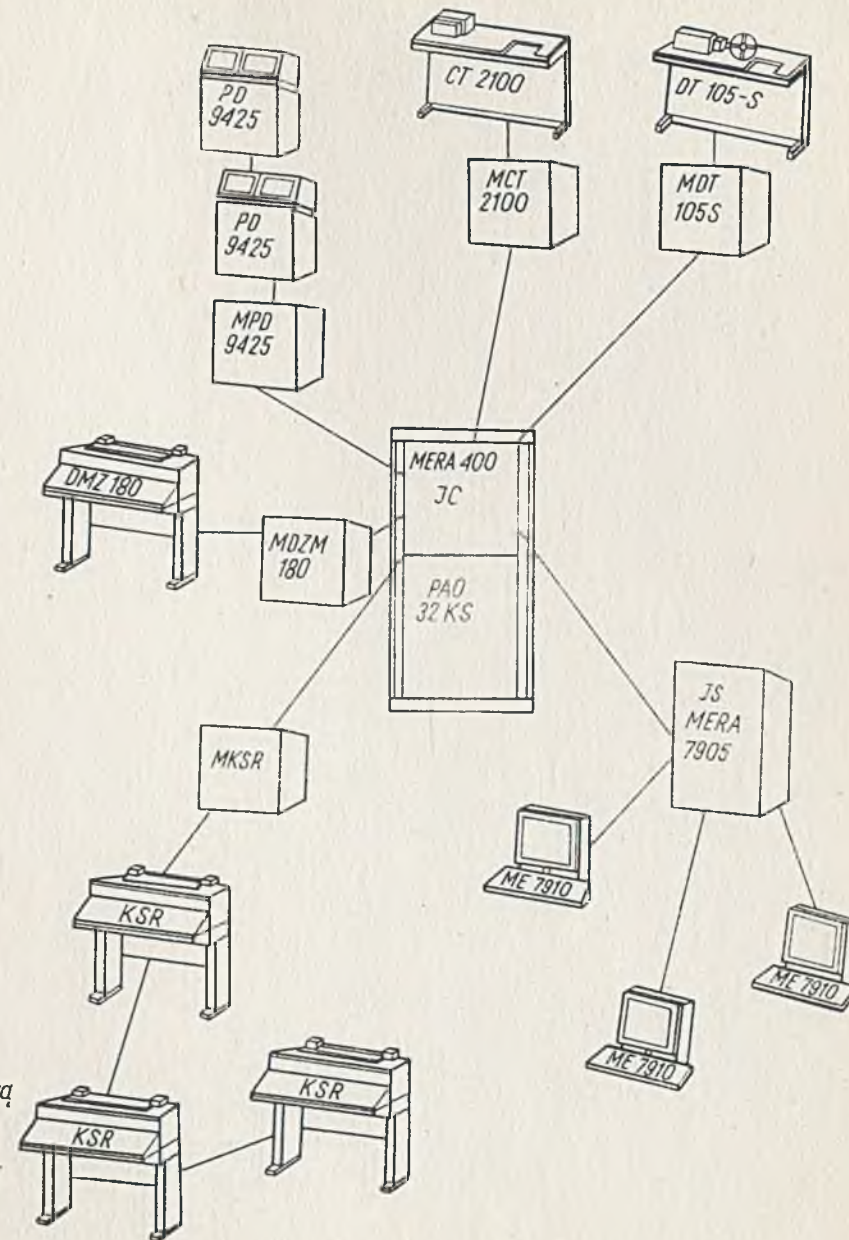 PD
9425
CT 2100
DT 105-S
PD
9425
MCT
2100
MDT
105S
MPD
9425
DMZ 180
MERA 400
JC
MDZM
180
PAO
32 KS
MKSR
JS
MERA
7905
ME 7910
KSR
ME 7910
ME 7910
KSR
KSR